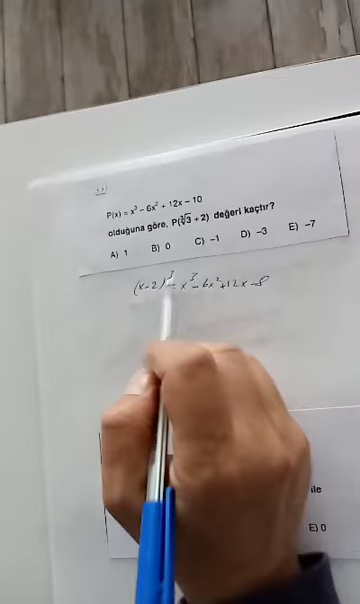 P(x) = x³ − 6x² + 12x − 10
olduğuna göre, P(∛3 + 2) değeri kaçtır?
A) 1 B) 0 C) −1 D) −3 E) −7
(x-2)³ = x³ - 6x² + 12x - 8
ile
E) 0